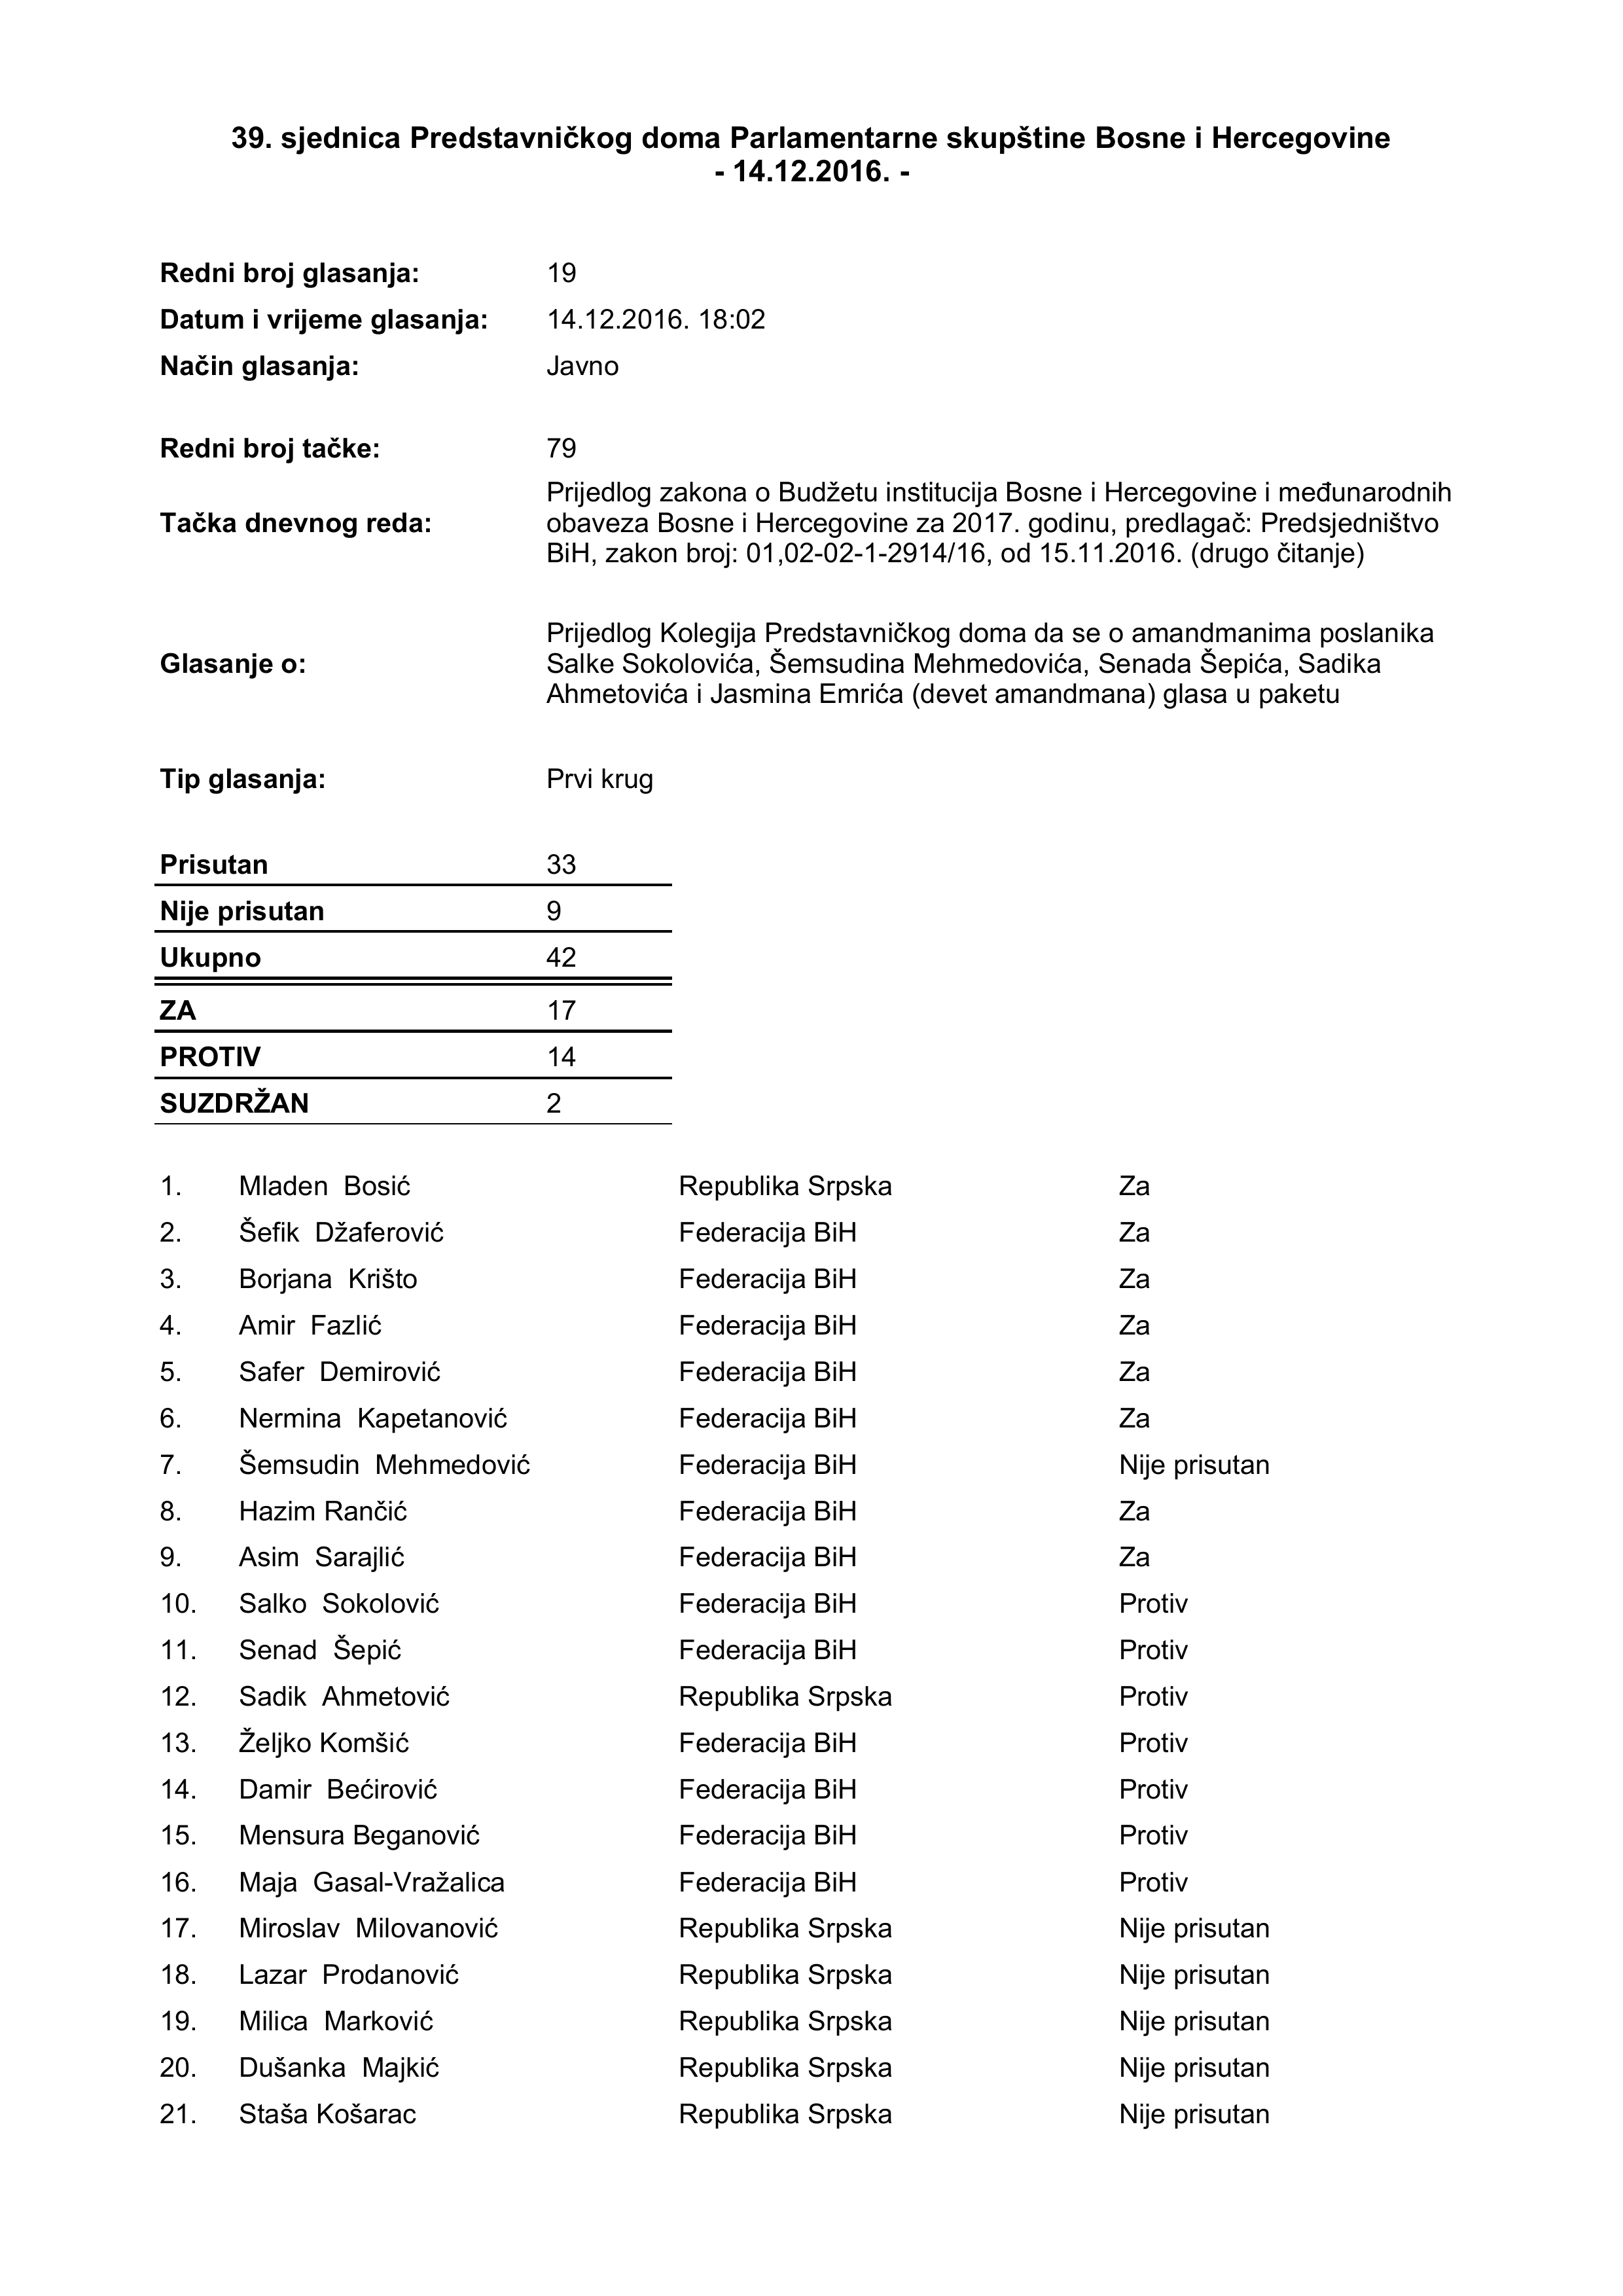 39. sjednica Predstavničkog doma Parlamentarne skupštine Bosne i Hercegovine
- 14.12.2016. -
Redni broj glasanja: 19
Datum i vrijeme glasanja: 14.12.2016. 18:02
Način glasanja: Javno
Redni broj tačke: 79
Tačka dnevnog reda: Prijedlog zakona o Budžetu institucija Bosne i Hercegovine i međunarodnih
obaveza Bosne i Hercegovine za 2017. godinu, predlagač: Predsjedništvo
BiH, zakon broj: 01,02-02-1-2914/16, od 15.11.2016. (drugo čitanje)
Glasanje o: Prijedlog Kolegija Predstavničkog doma da se o amandmanima poslanika
Salke Sokolovića, Šemsudina Mehmedovića, Senada Šepića, Sadika
Ahmetovića i Jasmina Emrića (devet amandmana) glasa u paketu
Tip glasanja: Prvi krug
Prisutan 33
Nije prisutan 9
Ukupno 42
ZA 17
PROTIV 14
SUZDRŽAN 2
1. Mladen Bosić Republika Srpska Za
2. Šefik Džaferović Federacija BiH Za
3. Borjana Krišto Federacija BiH Za
4. Amir Fazlić Federacija BiH Za
5. Safer Demirović Federacija BiH Za
6. Nermina Kapetanović Federacija BiH Za
7. Šemsudin Mehmedović Federacija BiH Nije prisutan
8. Hazim Rančić Federacija BiH Za
9. Asim Sarajlić Federacija BiH Za
10. Salko Sokolović Federacija BiH Protiv
11. Senad Šepić Federacija BiH Protiv
12. Sadik Ahmetović Republika Srpska Protiv
13. Željko Komšić Federacija BiH Protiv
14. Damir Bećirović Federacija BiH Protiv
15. Mensura Beganović Federacija BiH Protiv
16. Maja Gasal-Vražalica Federacija BiH Protiv
17. Miroslav Milovanović Republika Srpska Nije prisutan
18. Lazar Prodanović Republika Srpska Nije prisutan
19. Milica Marković Republika Srpska Nije prisutan
20. Dušanka Majkić Republika Srpska Nije prisutan
21. Staša Košarac Republika Srpska Nije prisutan